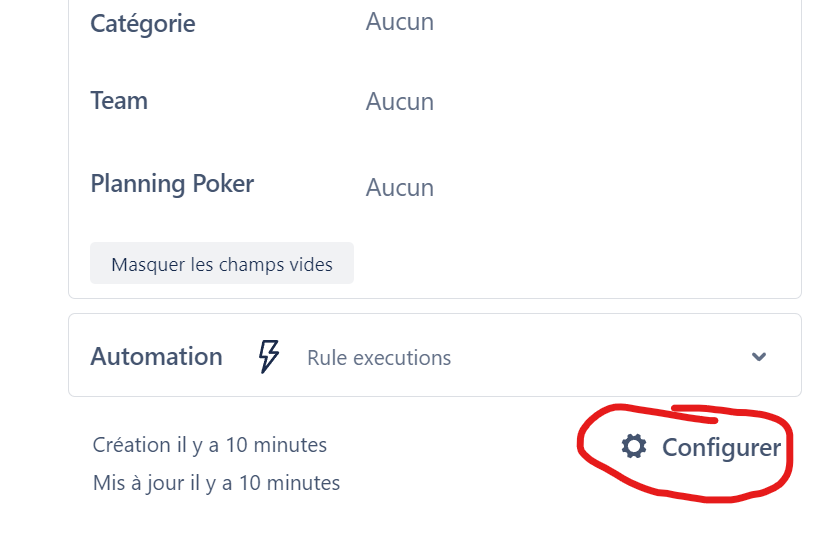 Catégorie Aucun
Team Aucun
Planning Poker Aucun
Masquer les champs vides
Automation Rule executions
Création il y a 10 minutes
Configurer
Mis à jour il y a 10 minutes